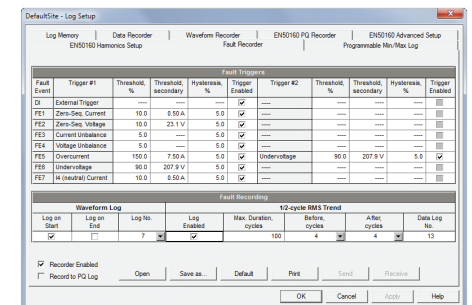 DefaultSite - Log Setup
Log Memory Data Recorder Waveform Recorder EN50160 PQ Recorder EN50160 Advanced Setup
EN50160 Harmonics Setup Fault Recorder Programmable Min/Max Log
Fault Triggers
Fault Event Trigger #1 Threshold, % Threshold, secondary Hysteresis, % Trigger Enabled Trigger #2 Threshold, % Threshold, secondary Hysteresis, % Trigger Enabled
DI External Trigger ---- ---- ---- ---- ---- ---- ----
FE1 Zero-Seq. Current 10.0 0.50 A 5.0 ---- ---- ---- ----
FE2 Zero-Seq. Voltage 10.0 23.1 V 5.0 ---- ---- ---- ----
FE3 Current Unbalance 5.0 ---- 5.0 ---- ---- ---- ----
FE4 Voltage Unbalance 5.0 ---- 5.0 ---- ---- ---- ----
FE5 Overcurrent 150.0 7.50 A 5.0 Undervoltage 90.0 207.9 V 5.0
FE6 Undervoltage 90.0 207.9 V 5.0 ---- ---- ---- ----
FE7 I4 (neutral) Current 10.0 0.50 A 5.0 ---- ---- ---- ----
Fault Recording
Waveform Log 1/2-cycle RMS Trend
Log on Start Log on End Log No. Log Enabled Max. Duration, cycles Before, cycles After, cycles Data Log No.
7 100 4 4 13
Recorder Enabled
Record to PQ Log
Open Save as... Default Print Send Receive
OK Cancel Apply Help